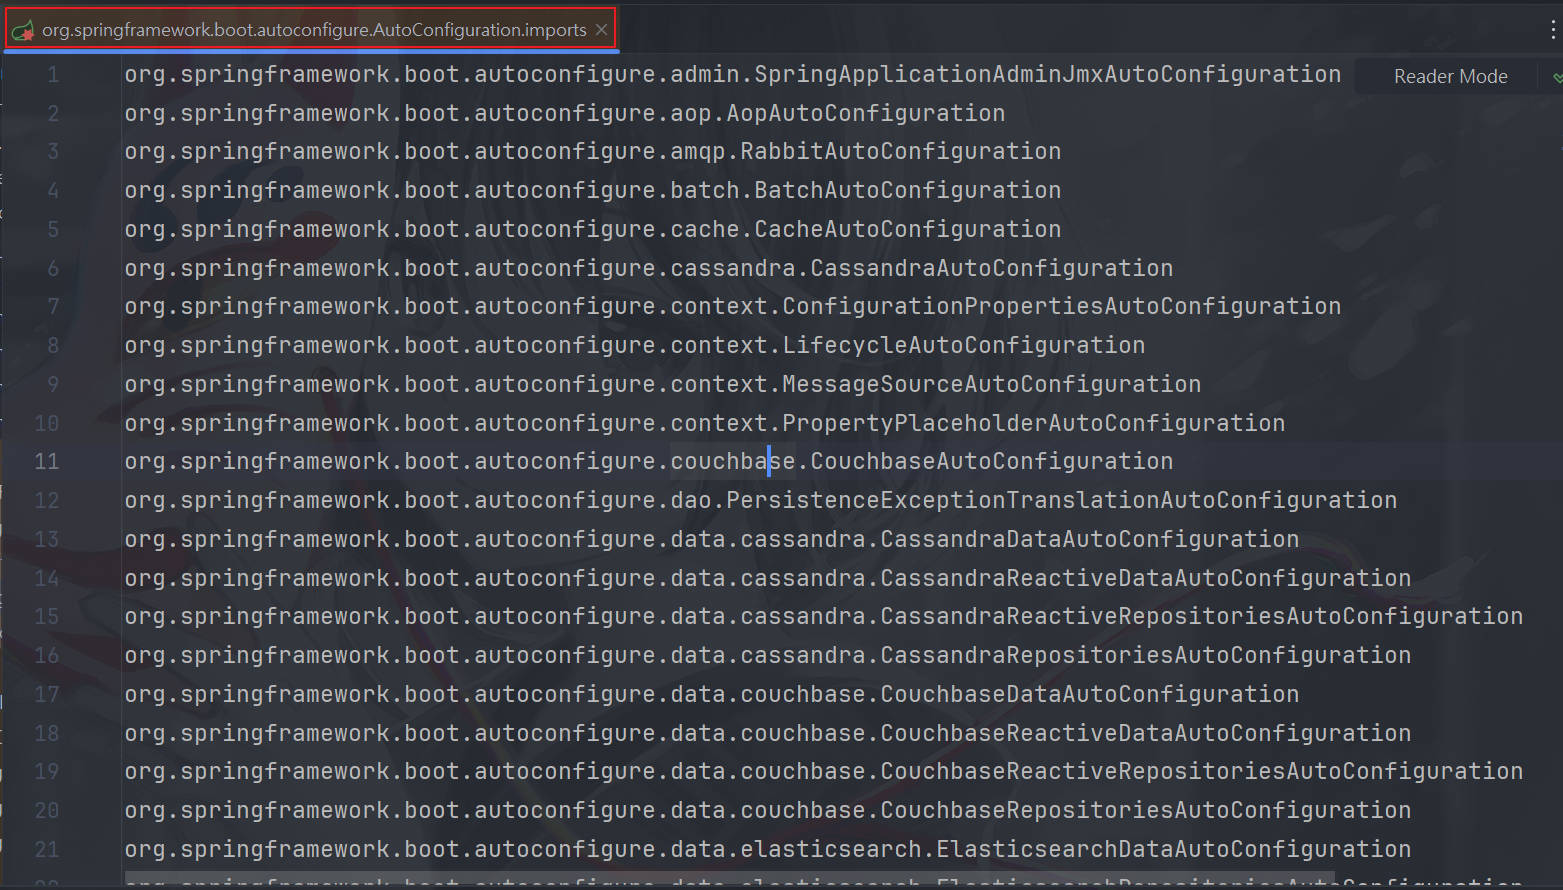 org.springframework.boot.autoconfigure.AutoConfiguration.imports
Reader Mode
1 org.springframework.boot.autoconfigure.admin.SpringApplicationAdminJmxAutoConfiguration
2 org.springframework.boot.autoconfigure.aop.AopAutoConfiguration
3 org.springframework.boot.autoconfigure.amqp.RabbitAutoConfiguration
4 org.springframework.boot.autoconfigure.batch.BatchAutoConfiguration
5 org.springframework.boot.autoconfigure.cache.CacheAutoConfiguration
6 org.springframework.boot.autoconfigure.cassandra.CassandraAutoConfiguration
7 org.springframework.boot.autoconfigure.context.ConfigurationPropertiesAutoConfiguration
8 org.springframework.boot.autoconfigure.context.LifecycleAutoConfiguration
9 org.springframework.boot.autoconfigure.context.MessageSourceAutoConfiguration
10 org.springframework.boot.autoconfigure.context.PropertyPlaceholderAutoConfiguration
11 org.springframework.boot.autoconfigure.couchbase.CouchbaseAutoConfiguration
12 org.springframework.boot.autoconfigure.dao.PersistenceExceptionTranslationAutoConfiguration
13 org.springframework.boot.autoconfigure.data.cassandra.CassandraDataAutoConfiguration
14 org.springframework.boot.autoconfigure.data.cassandra.CassandraReactiveDataAutoConfiguration
15 org.springframework.boot.autoconfigure.data.cassandra.CassandraReactiveRepositoriesAutoConfiguration
16 org.springframework.boot.autoconfigure.data.cassandra.CassandraRepositoriesAutoConfiguration
17 org.springframework.boot.autoconfigure.data.couchbase.CouchbaseDataAutoConfiguration
18 org.springframework.boot.autoconfigure.data.couchbase.CouchbaseReactiveDataAutoConfiguration
19 org.springframework.boot.autoconfigure.data.couchbase.CouchbaseReactiveRepositoriesAutoConfiguration
20 org.springframework.boot.autoconfigure.data.couchbase.CouchbaseRepositoriesAutoConfiguration
21 org.springframework.boot.autoconfigure.data.elasticsearch.ElasticsearchDataAutoConfiguration